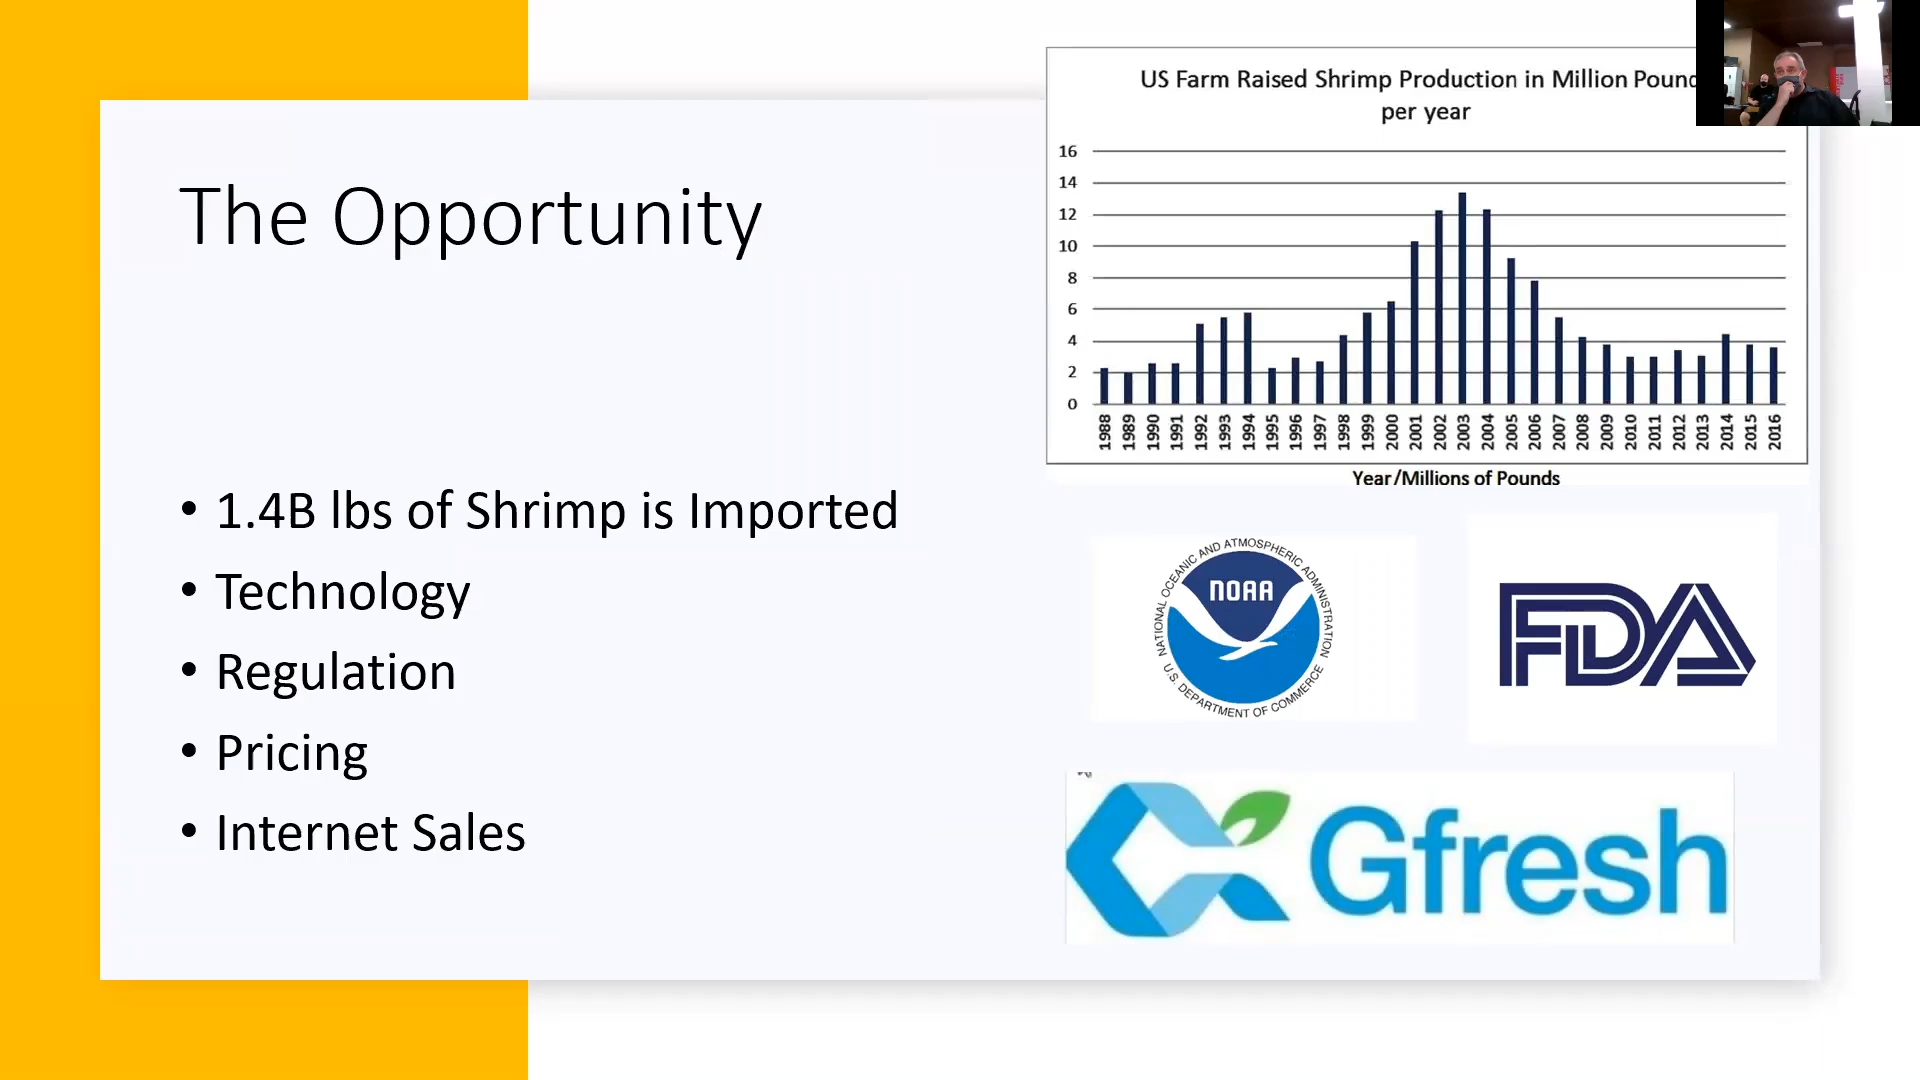 The Opportunity
• 1.4B lbs of Shrimp is Imported
• Technology
• Regulation
• Pricing
• Internet Sales
US Farm Raised Shrimp Production in Million Pound
per year
16
14
12
10
8
6
4
2
0
1988 1989 1990 1991 1992 1993 1994 1995 1996 1997 1998 1999 2000 2001 2002 2003 2004 2005 2006 2007 2008 2009 2010 2011 2012 2013 2014 2015 2016
Year/Millions of Pounds
NATIONAL OCEANIC AND ATMOSPHERIC ADMINISTRATION
NOAA
U.S. DEPARTMENT OF COMMERCE
FDA
Gfresh